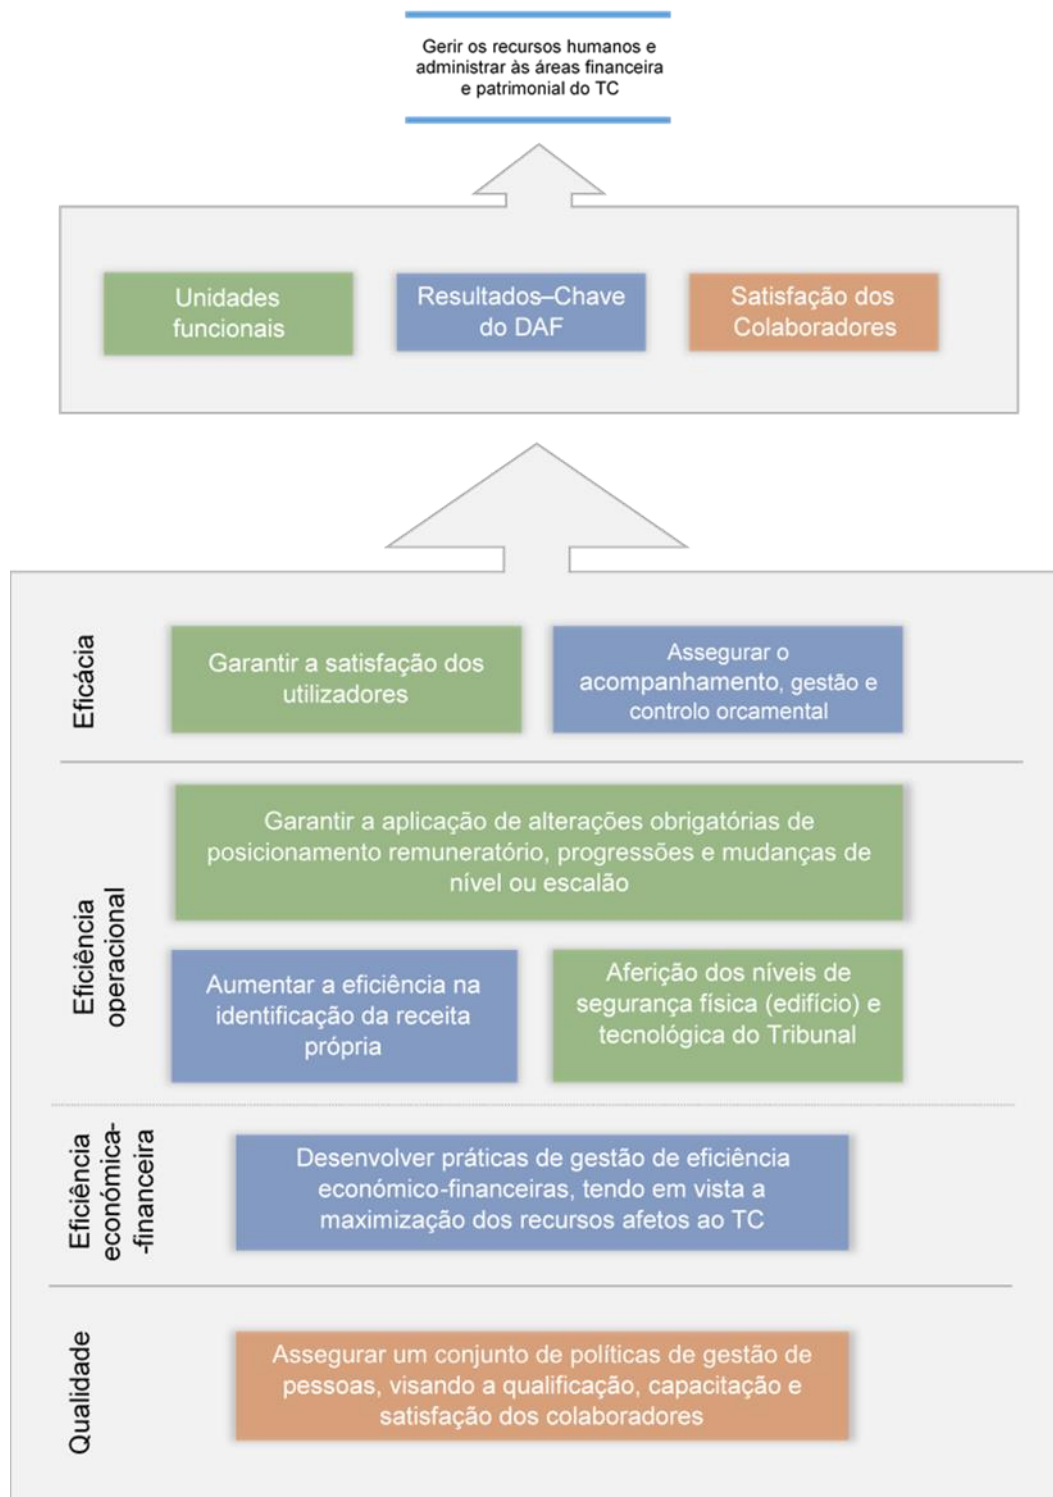 Gerir os recursos humanos e
administrar às áreas financeira
e patrimonial do TC
Unidades
funcionais
Resultados–Chave
do DAF
Satisfação dos
Colaboradores
Eficácia
Garantir a satisfação dos
utilizadores
Assegurar o
acompanhamento, gestão e
controlo orcamental
Eficiência
operacional
Garantir a aplicação de alterações obrigatórias de
posicionamento remuneratório, progressões e mudanças de
nível ou escalão
Aumentar a eficiência na
identificação da receita
própria
Aferição dos níveis de
segurança física (edifício) e
tecnológica do Tribunal
Eficiência
económica-
-financeira
Desenvolver práticas de gestão de eficiência
económico-financeiras, tendo em vista a
maximização dos recursos afetos ao TC
Qualidade
Assegurar um conjunto de políticas de gestão de
pessoas, visando a qualificação, capacitação e
satisfação dos colaboradores